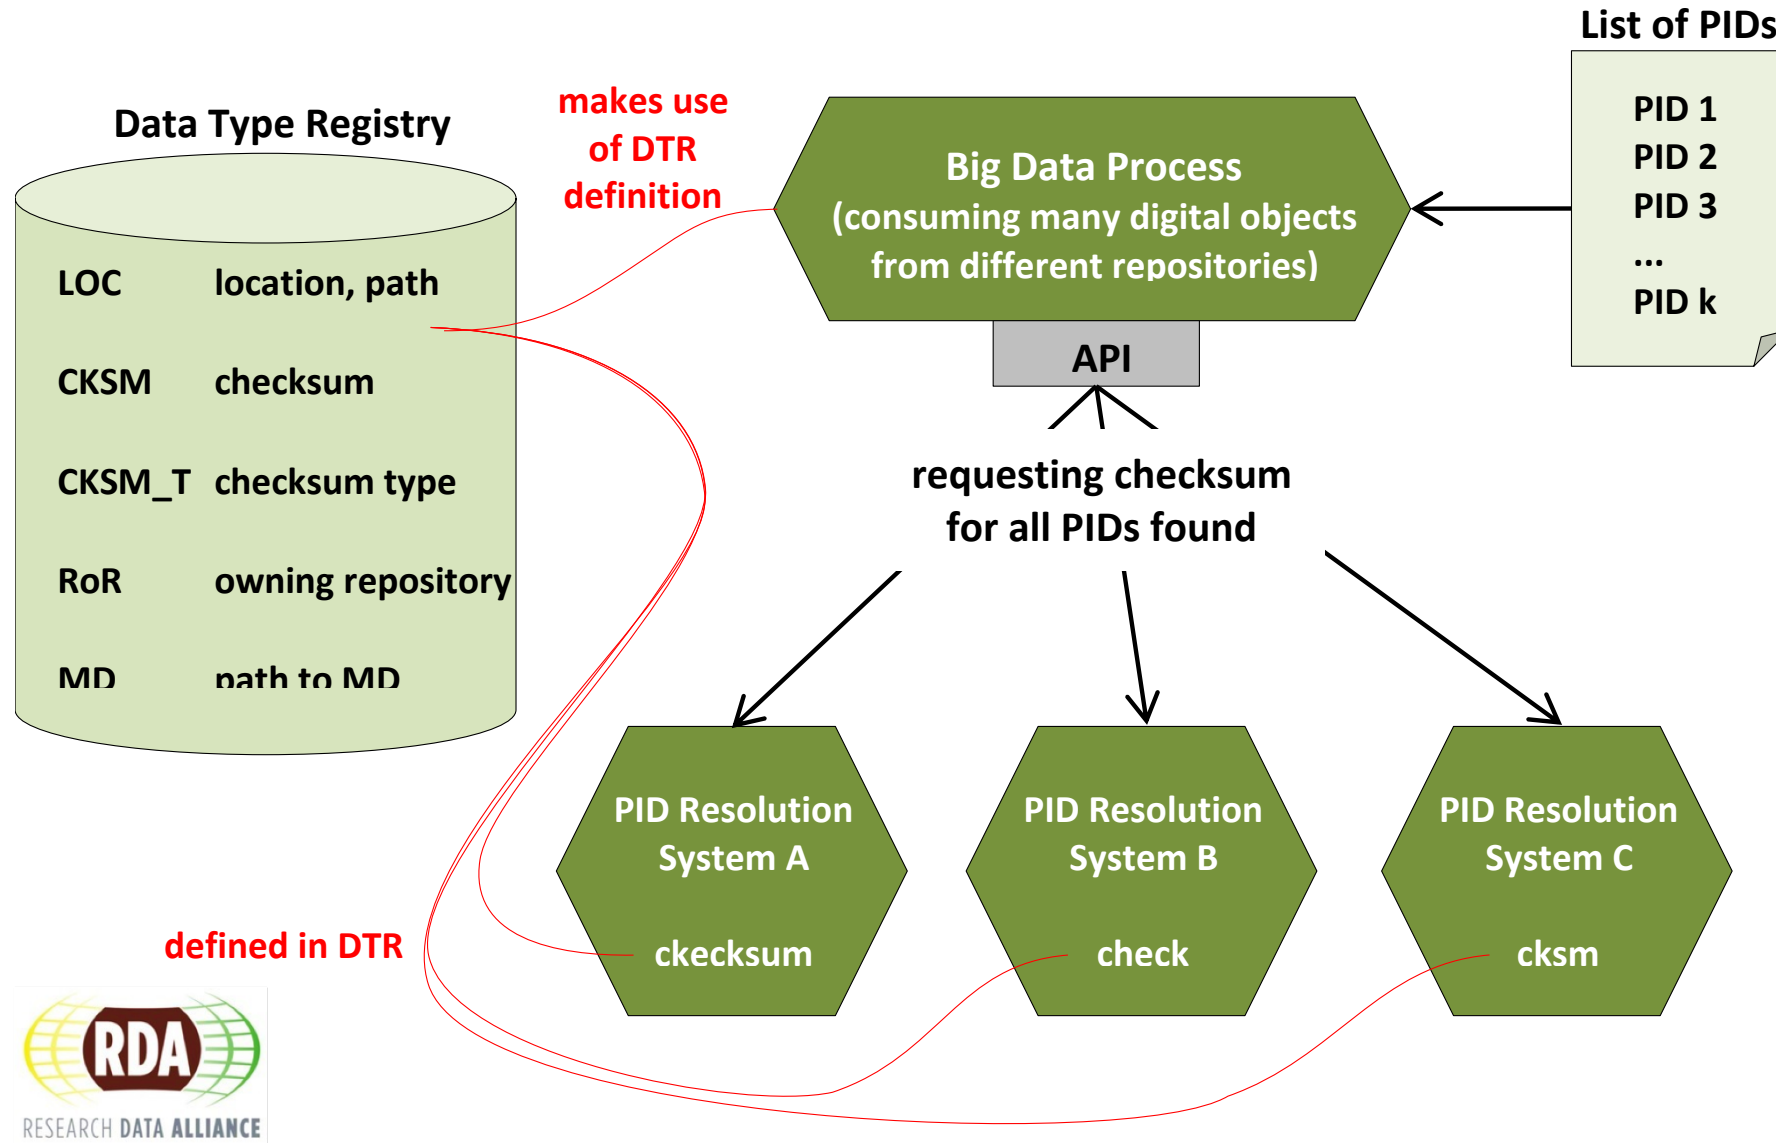 List of PIDs
PID 1
PID 2
PID 3
...
PID k
Data Type Registry
LOC location, path
CKSM checksum
CKSM_T checksum type
RoR owning repository
MD path to MD
makes use
of DTR
definition
Big Data Process
(consuming many digital objects
from different repositories)
API
requesting checksum
for all PIDs found
PID Resolution
System A
ckecksum
PID Resolution
System B
check
PID Resolution
System C
cksm
defined in DTR
RDA
RESEARCH DATA ALLIANCE